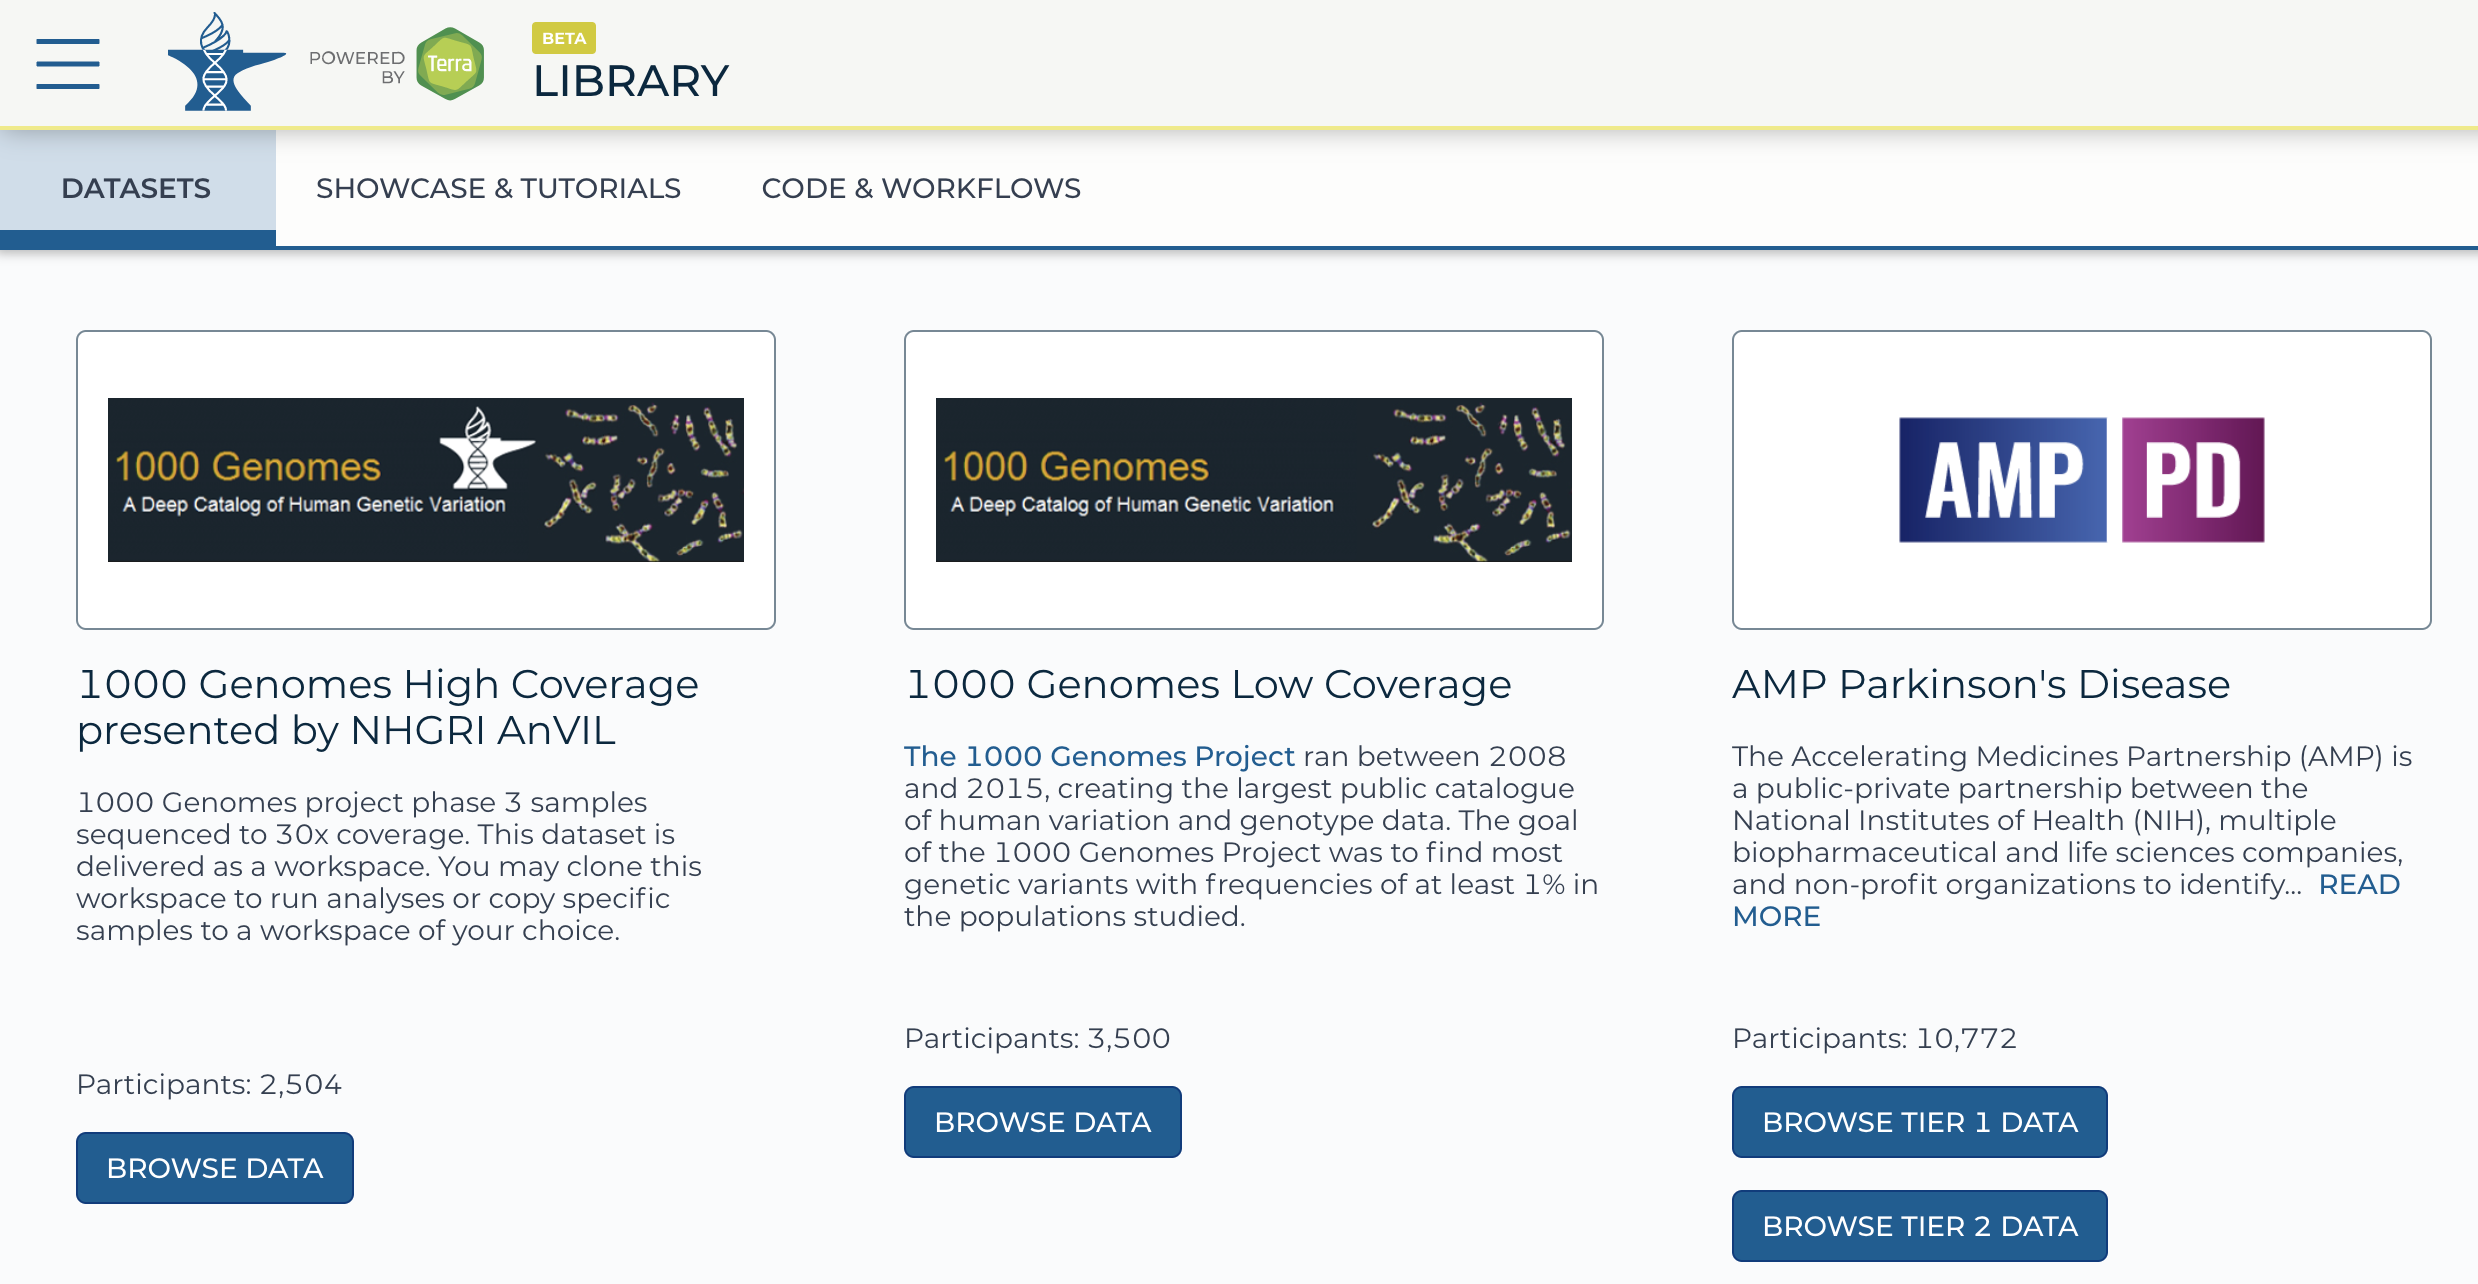 POWERED
BY
Terra
BETA
LIBRARY
DATASETS
SHOWCASE & TUTORIALS
CODE & WORKFLOWS
1000 Genomes
A Deep Catalog of Human Genetic Variation
1000 Genomes High Coverage
presented by NHGRI AnVIL
1000 Genomes project phase 3 samples
sequenced to 30x coverage. This dataset is
delivered as a workspace. You may clone this
workspace to run analyses or copy specific
samples to a workspace of your choice.
Participants: 2,504
BROWSE DATA
1000 Genomes
A Deep Catalog of Human Genetic Variation
1000 Genomes Low Coverage
The 1000 Genomes Project ran between 2008
and 2015, creating the largest public catalogue
of human variation and genotype data. The goal
of the 1000 Genomes Project was to find most
genetic variants with frequencies of at least 1% in
the populations studied.
Participants: 3,500
BROWSE DATA
AMP PD
AMP Parkinson's Disease
The Accelerating Medicines Partnership (AMP) is
a public-private partnership between the
National Institutes of Health (NIH), multiple
biopharmaceutical and life sciences companies,
and non-profit organizations to identify... READ
MORE
Participants: 10,772
BROWSE TIER 1 DATA
BROWSE TIER 2 DATA